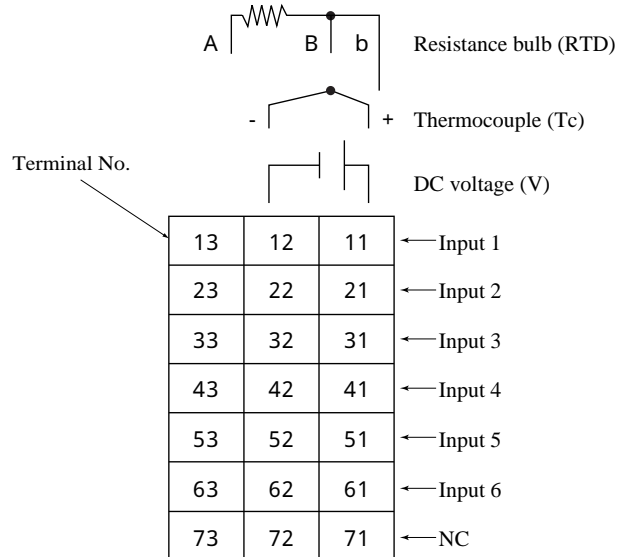 A B b Resistance bulb (RTD)
- + Thermocouple (Tc)
Terminal No.
DC voltage (V)
13 12 11 Input 1
23 22 21 Input 2
33 32 31 Input 3
43 42 41 Input 4
53 52 51 Input 5
63 62 61 Input 6
73 72 71 NC